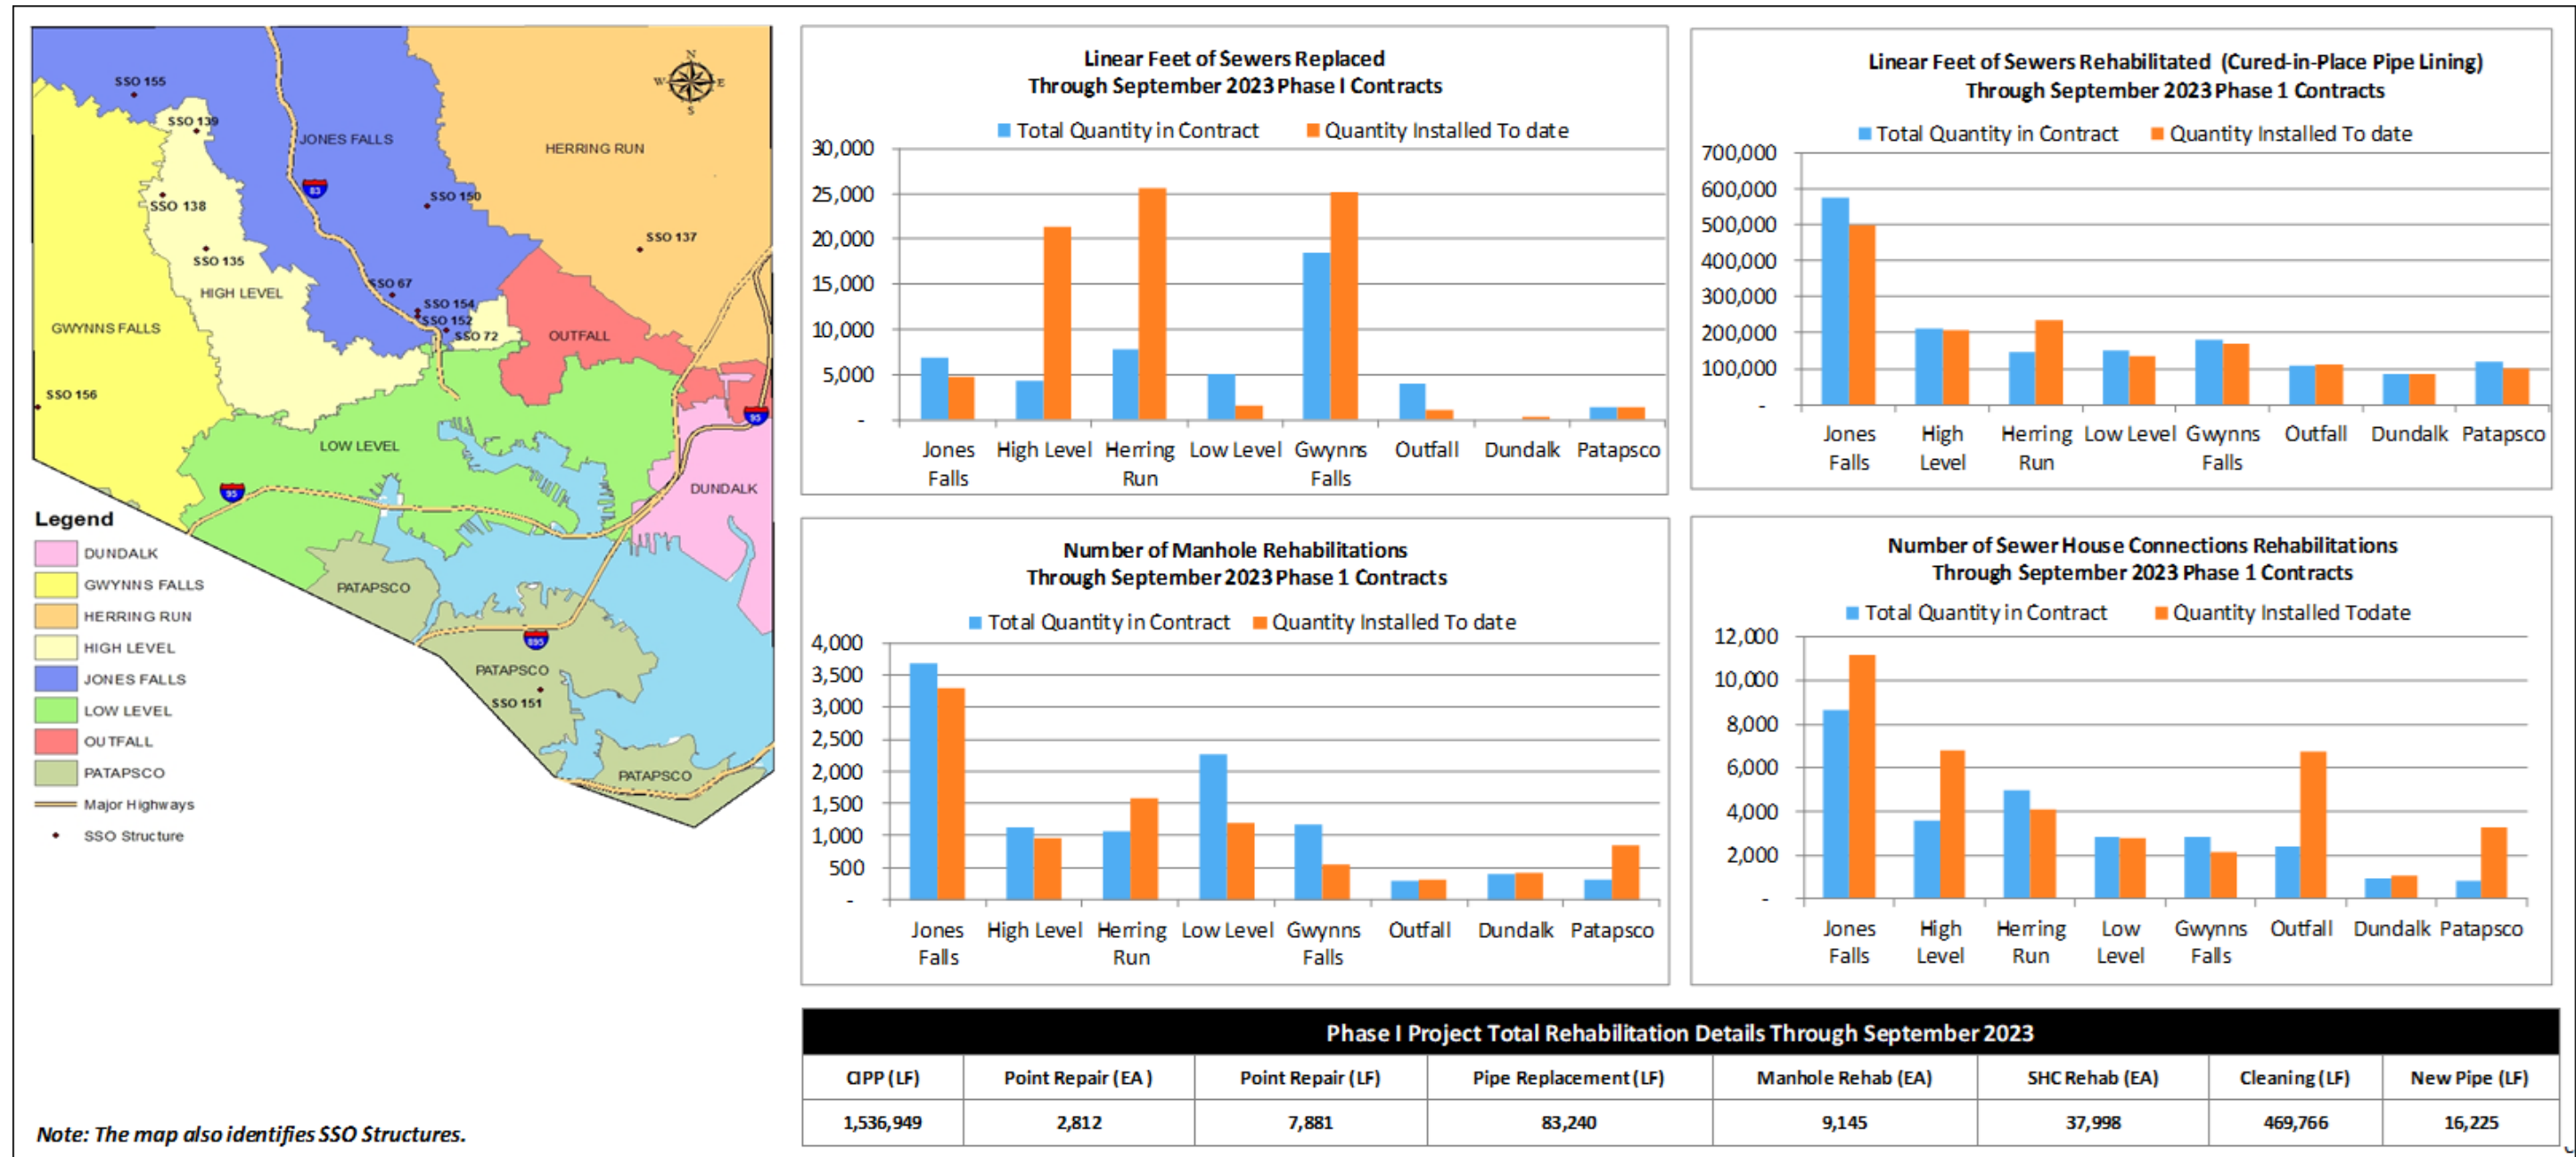 N
W
E
S
SSO 155
SSO 139
JONES FALLS
HERRING RUN
83
SSO 150
SSO 138
SSO 137
SSO 135
SSO 67
HIGH LEVEL
SSO 154
SSO 152
SSO 72
GWYNNS FALLS
OUTFALL
SSO 156
95
LOW LEVEL
DUNDALK
95
PATAPSCO
895
PATAPSCO
SSO 151
PATAPSCO
Legend
DUNDALK
GWYNNS FALLS
HERRING RUN
HIGH LEVEL
JONES FALLS
LOW LEVEL
OUTFALL
PATAPSCO
Major Highways
SSO Structure
Note: The map also identifies SSO Structures.
Linear Feet of Sewers Replaced
Through September 2023 Phase I Contracts
Total Quantity in Contract Quantity Installed To date
30,000
25,000
20,000
15,000
10,000
5,000
-
Jones Falls High Level Herring Run Low Level Gwynns Falls Outfall Dundalk Patapsco
Linear Feet of Sewers Rehabilitated (Cured-in-Place Pipe Lining)
Through September 2023 Phase 1 Contracts
Total Quantity in Contract Quantity Installed To date
700,000
600,000
500,000
400,000
300,000
200,000
100,000
-
Jones Falls High Level Herring Run Low Level Gwynns Falls Outfall Dundalk Patapsco
Number of Manhole Rehabilitations
Through September 2023 Phase 1 Contracts
Total Quantity in Contract Quantity Installed To date
4,000
3,500
3,000
2,500
2,000
1,500
1,000
500
-
Jones Falls High Level Herring Run Low Level Gwynns Falls Outfall Dundalk Patapsco
Number of Sewer House Connections Rehabilitations
Through September 2023 Phase 1 Contracts
Total Quantity in Contract Quantity Installed Todate
12,000
10,000
8,000
6,000
4,000
2,000
-
Jones Falls High Level Herring Run Low Level Gwynns Falls Outfall Dundalk Patapsco
Phase I Project Total Rehabilitation Details Through September 2023
CIPP (LF) Point Repair (EA ) Point Repair (LF) Pipe Replacement (LF) Manhole Rehab (EA) SHC Rehab (EA) Cleaning (LF) New Pipe (LF)
1,536,949 2,812 7,881 83,240 9,145 37,998 469,766 16,225